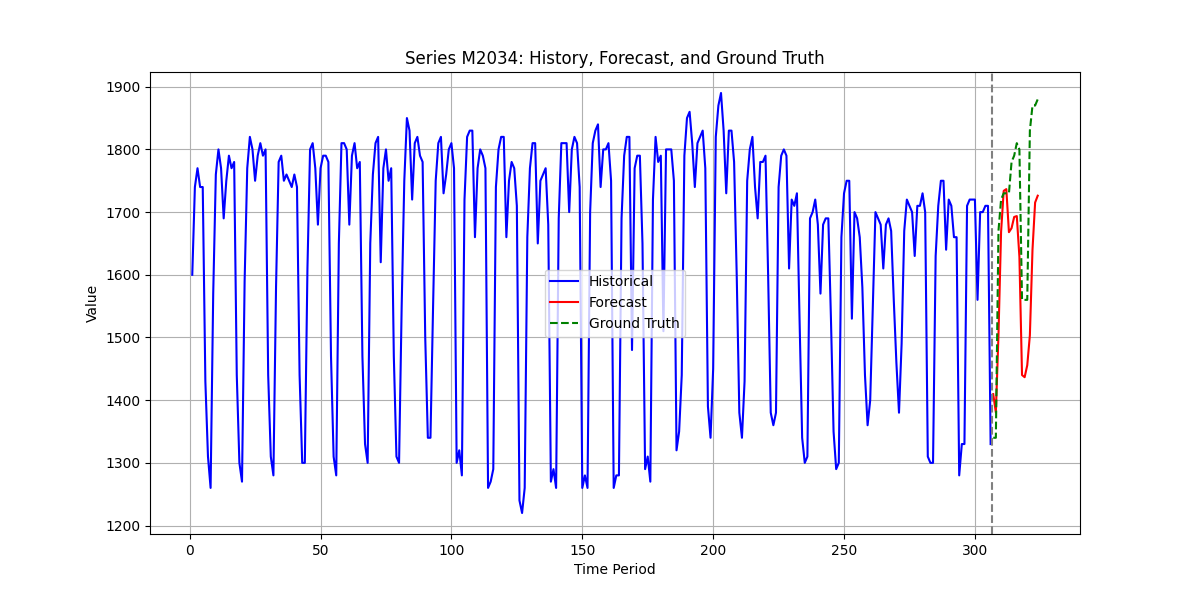 Series M2034: History, Forecast, and Ground Truth
Value
1900
1800
1700
1600
1500
1400
1300
1200
Historical
Forecast
Ground Truth
0 50 100 150 200 250 300
Time Period